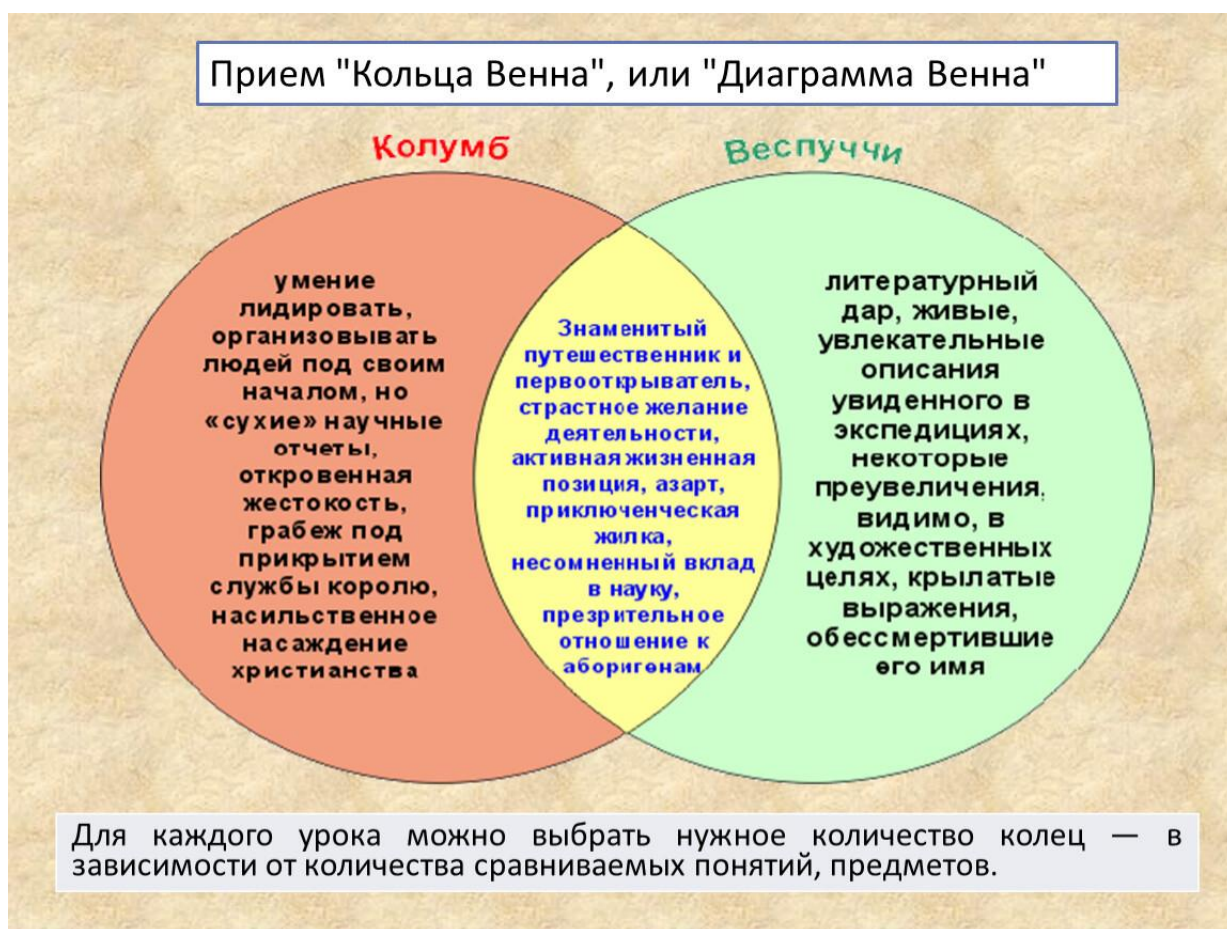 Прием "Кольца Венна", или "Диаграмма Венна"
Колумб
умение
лидировать,
организовывать
людей под своим
началом, но
«сухие» научные
отчеты,
откровенная
жестокость,
грабеж под
прикрытием
службы королю,
насильственное
насаждение
христианства
Знаменитый
путешественник и
первооткрыватель,
страстное желание
деятельности,
активная жизненная
позиция, азарт,
приключенческая
жилка,
несомненный вклад
в науку,
презрительное
отношение к
аборигенам
Веспуччи
литературный
дар, живые,
увлекательные
описания
увиденного в
экспедициях,
некоторые
преувеличения,
видимо, в
художественных
целях, крылатые
выражения,
обессмертившие
его имя
Для каждого урока можно выбрать нужное количество колец — в
зависимости от количества сравниваемых понятий, предметов.